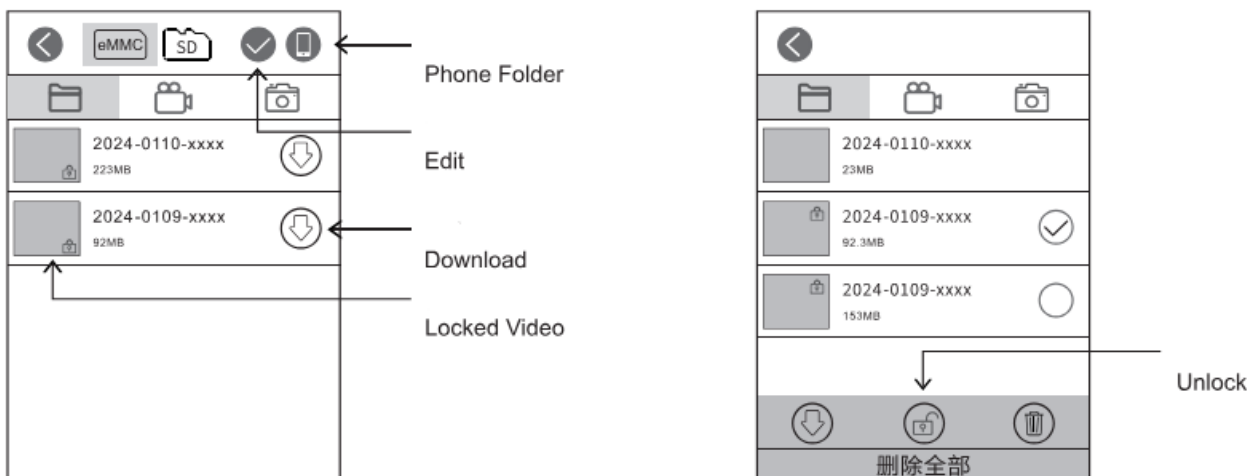 eMMC
SD
Phone Folder
2024-0110-xxxx
223MB
Edit
2024-0109-xxxx
92MB
Download
Locked Video
2024-0110-xxxx
23MB
2024-0109-xxxx
92.3MB
2024-0109-xxxx
153MB
Unlock
删除全部